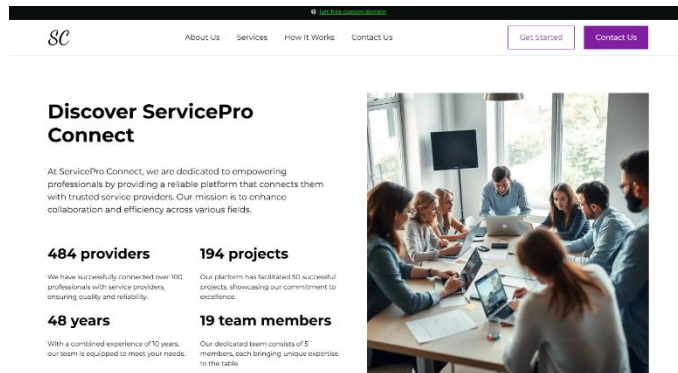 Get free custom domain
SC
About Us Services How It Works Contact Us
Get Started
Contact Us
Discover ServicePro
Connect
At ServicePro Connect, we are dedicated to empowering
professionals by providing a reliable platform that connects them
with trusted service providers. Our mission is to enhance
collaboration and efficiency across various fields.
484 providers
We have successfully connected over 100
professionals with service providers,
ensuring quality and reliability.
194 projects
Our platform has facilitated 50 successful
projects, showcasing our commitment to
excellence.
48 years
With a combined experience of 10 years,
our team is equipped to meet your needs.
19 team members
Our dedicated team consists of 5
members, each bringing unique expertise
to the table.